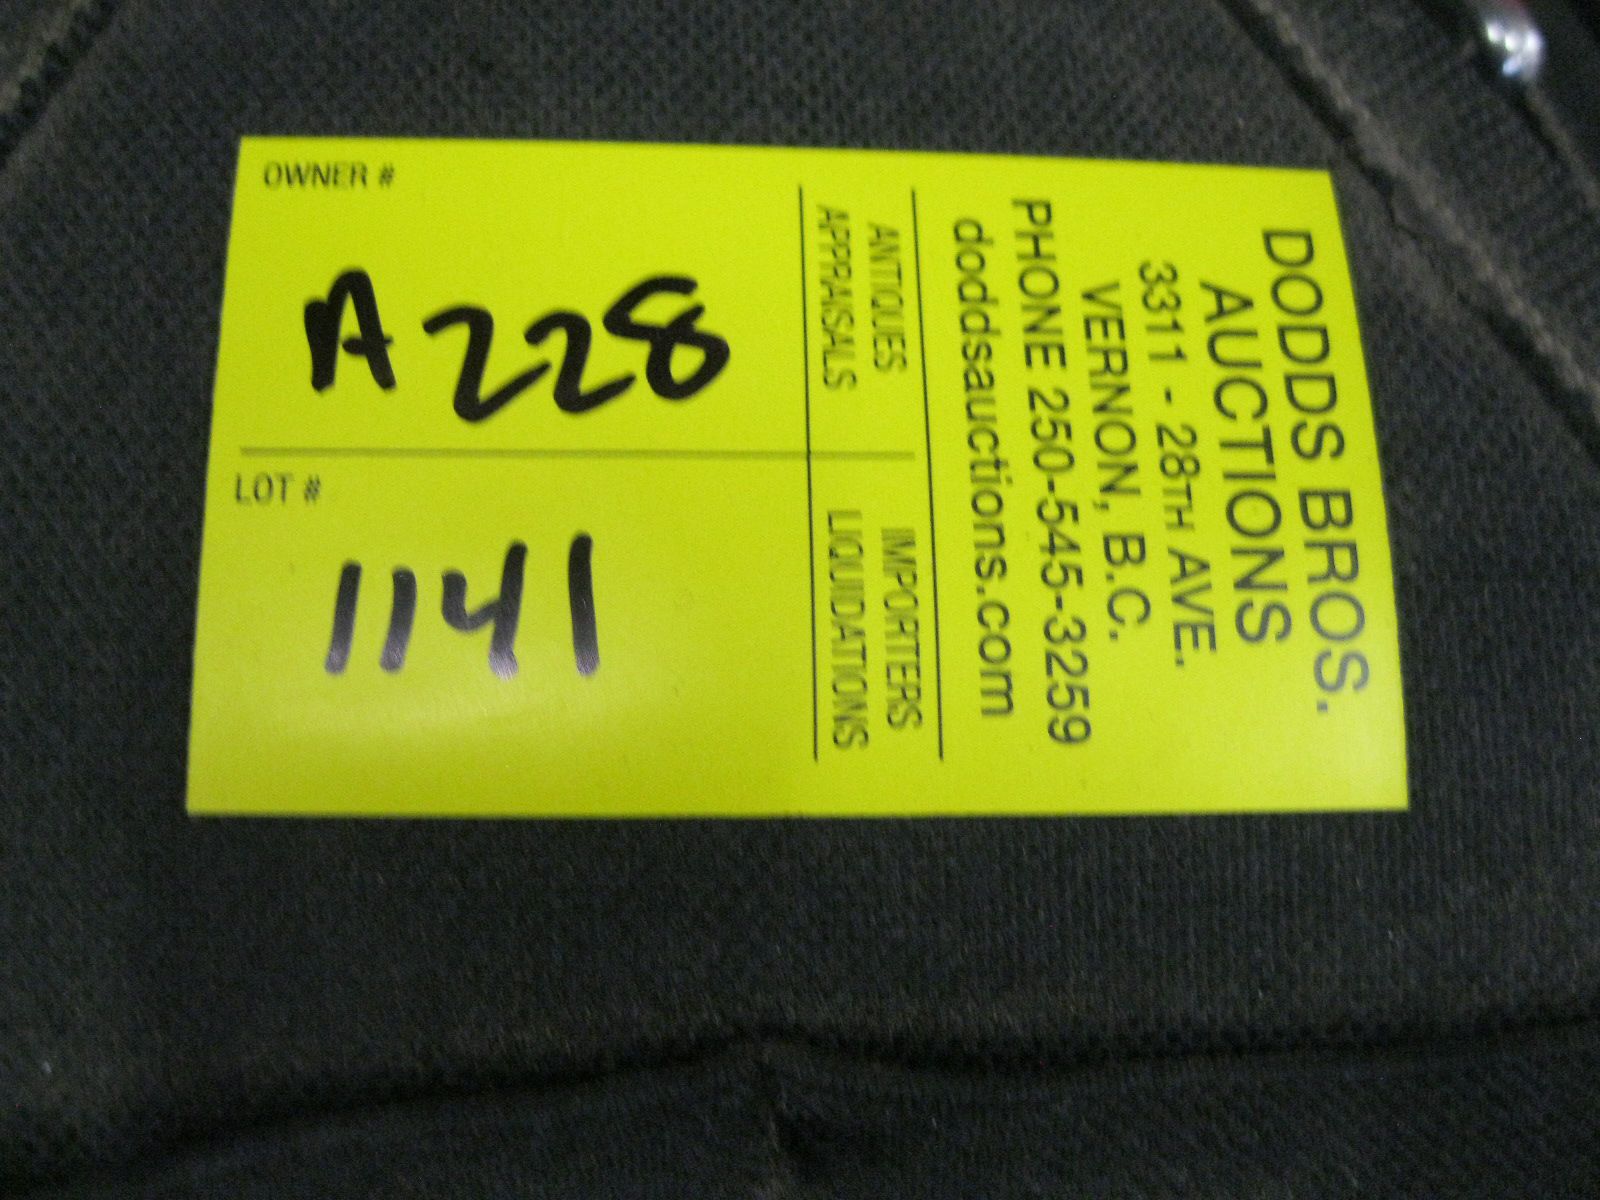 OWNER #
A228
LOT #
1141
DODDS BROS.
AUCTIONS
3311 - 28TH AVE.
VERNON, B.C.
PHONE 250-545-3259
doddsauctions.com
ANTIQUES IMPORTERS
APPRAISALS LIQUIDATIONS